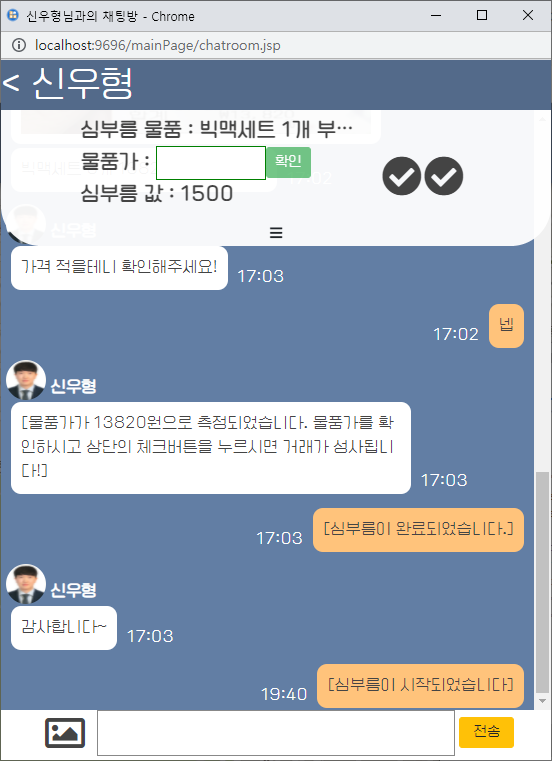 신우형님과의 채팅방 - Chrome
localhost:9696/mainPage/chatroom.jsp
< 신우형
심부름 물품 : 빅맥세트 1개 부…
물품가 : 확인
심부름 값 : 1500
빅맥세트
17:02
신우형
가격 적을테니 확인해주세요!
17:03
넵
17:02
신우형
[물품가가 13820원으로 측정되었습니다. 물품가를 확
인하시고 상단의 체크버튼을 누르시면 거래가 성사됩니
다!]
17:03
[심부름이 완료되었습니다.]
17:03
신우형
감사합니다~
17:03
[심부름이 시작되었습니다]
19:40
전송